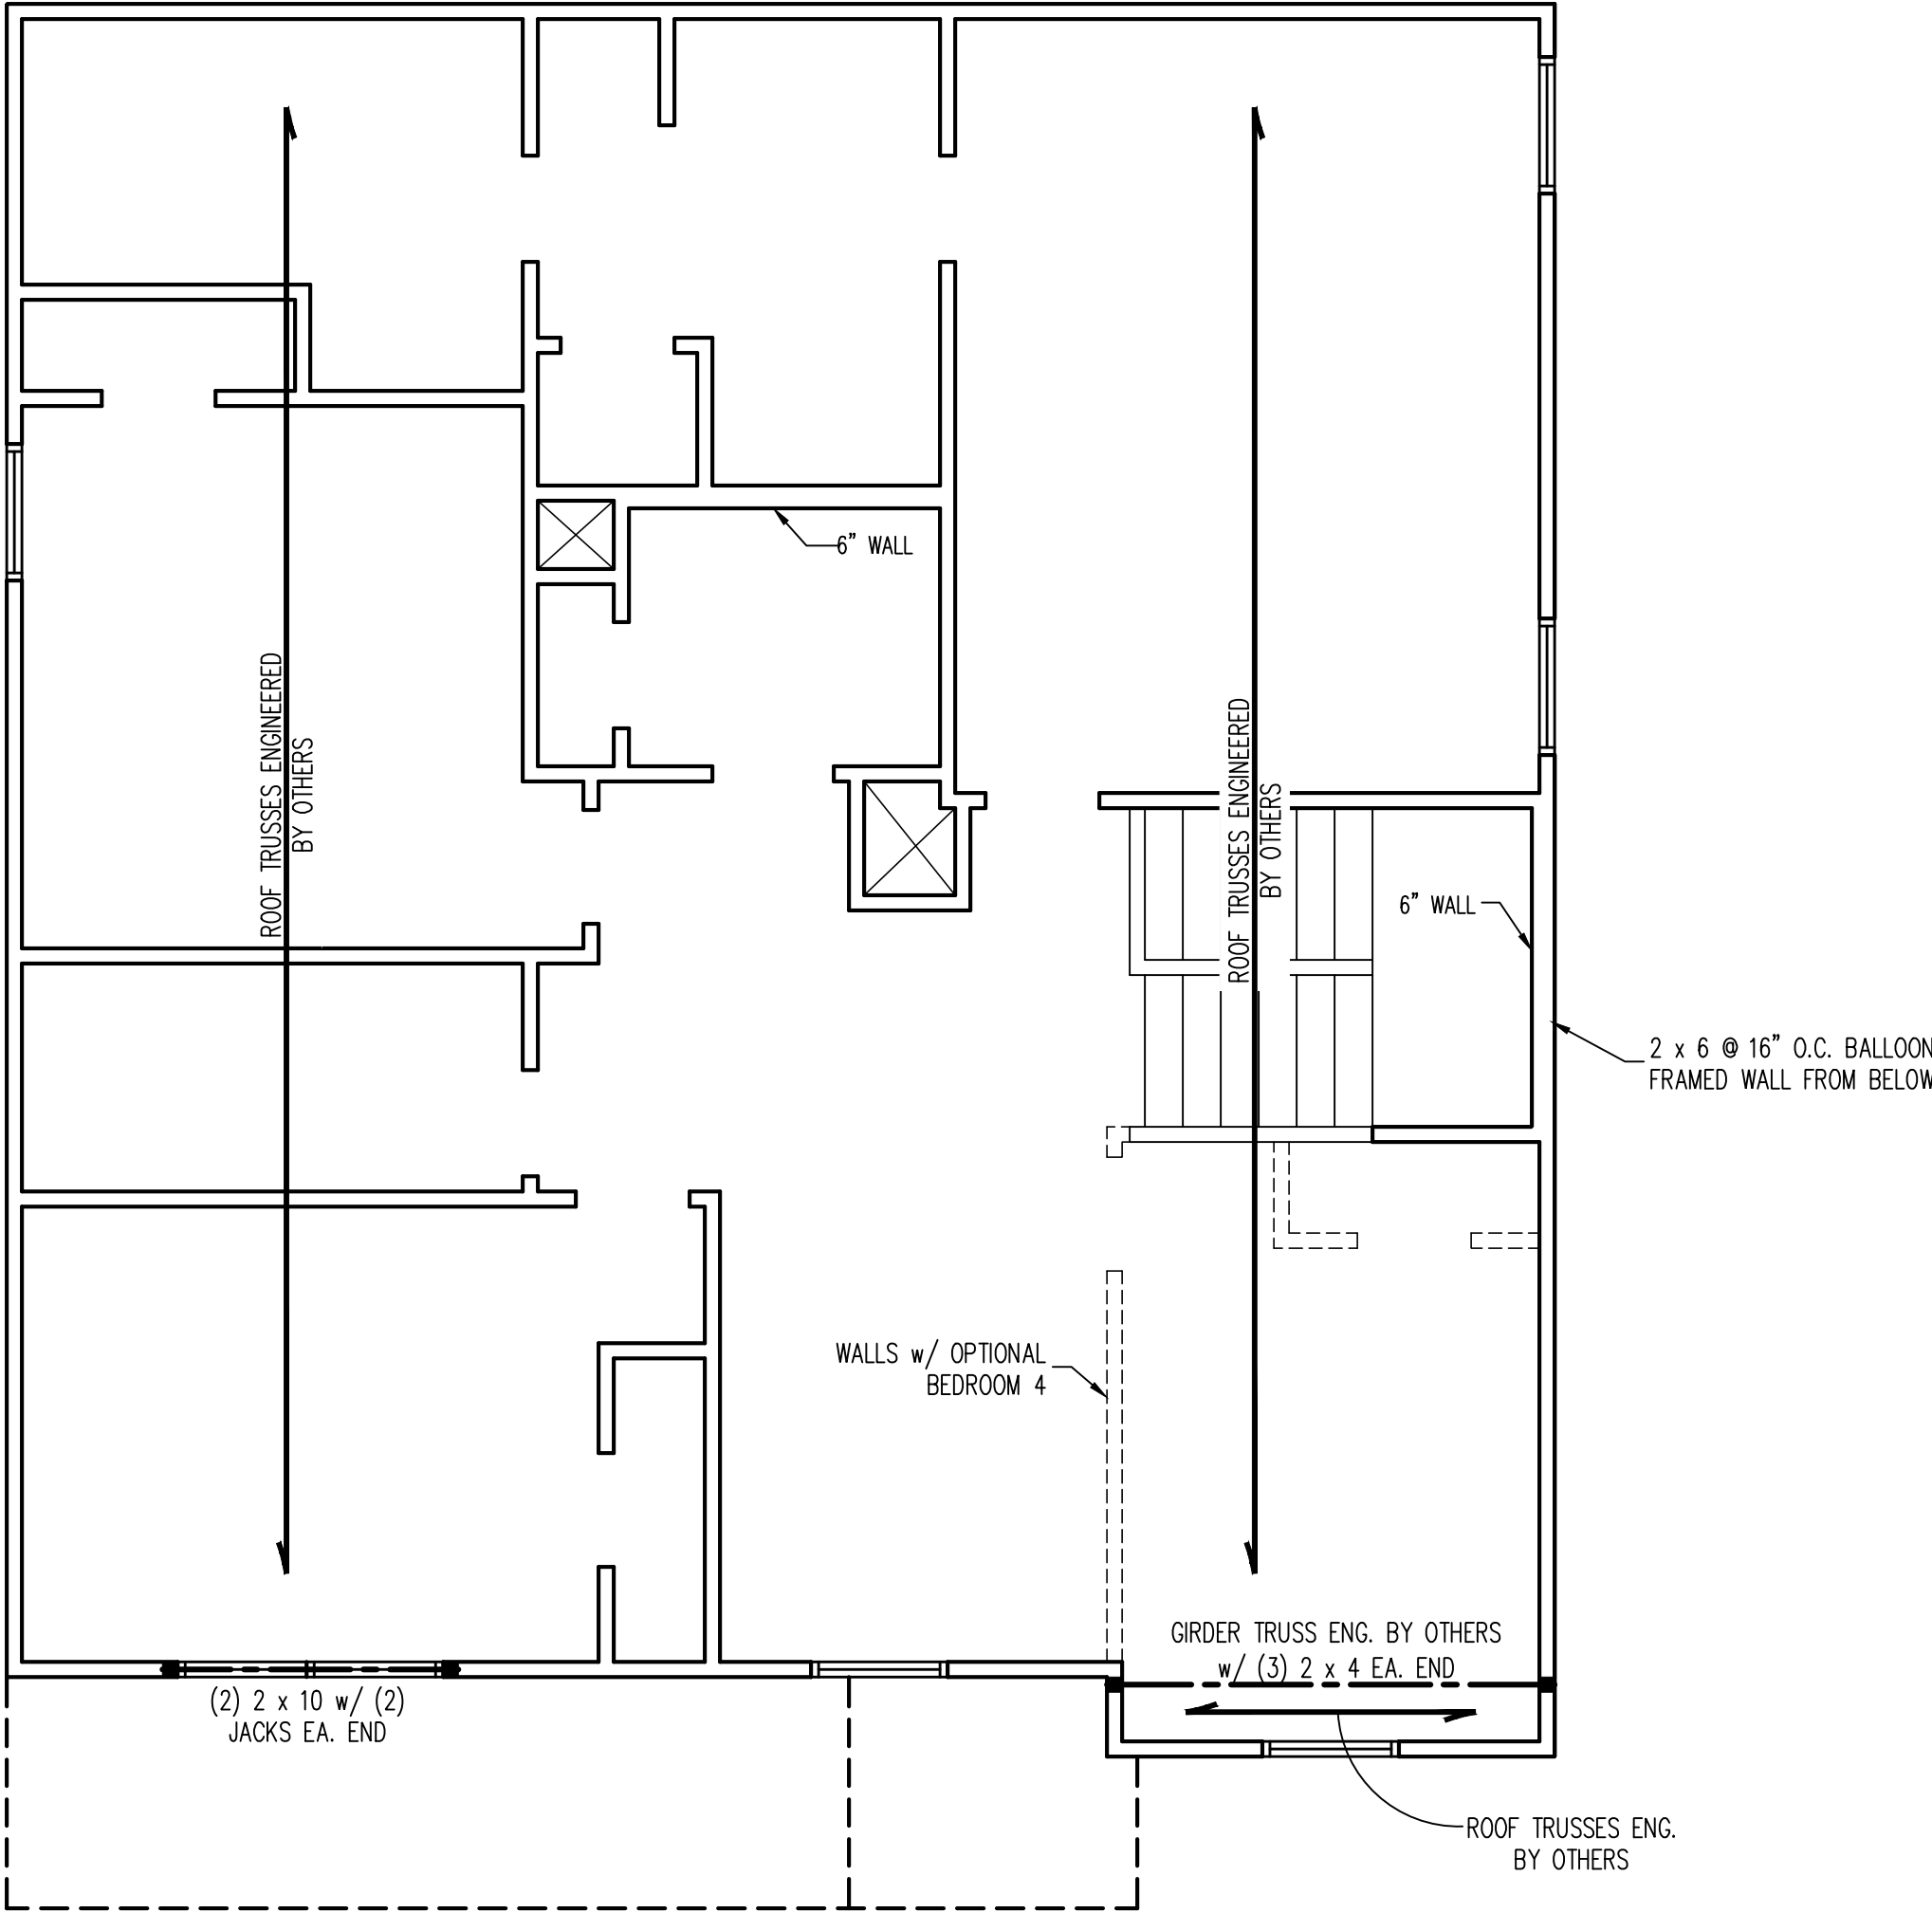 6" WALL
ROOF TRUSSES ENGINEERED
BY OTHERS
ROOF TRUSSES ENGINEERED
BY OTHERS
6" WALL
2 x 6 @ 16" O.C. BALLOON
FRAMED WALL FROM BELOW
WALLS w/ OPTIONAL
BEDROOM 4
GIRDER TRUSS ENG. BY OTHERS
w/ (3) 2 x 4 EA. END
(2) 2 x 10 w/ (2)
JACKS EA. END
ROOF TRUSSES ENG.
BY OTHERS